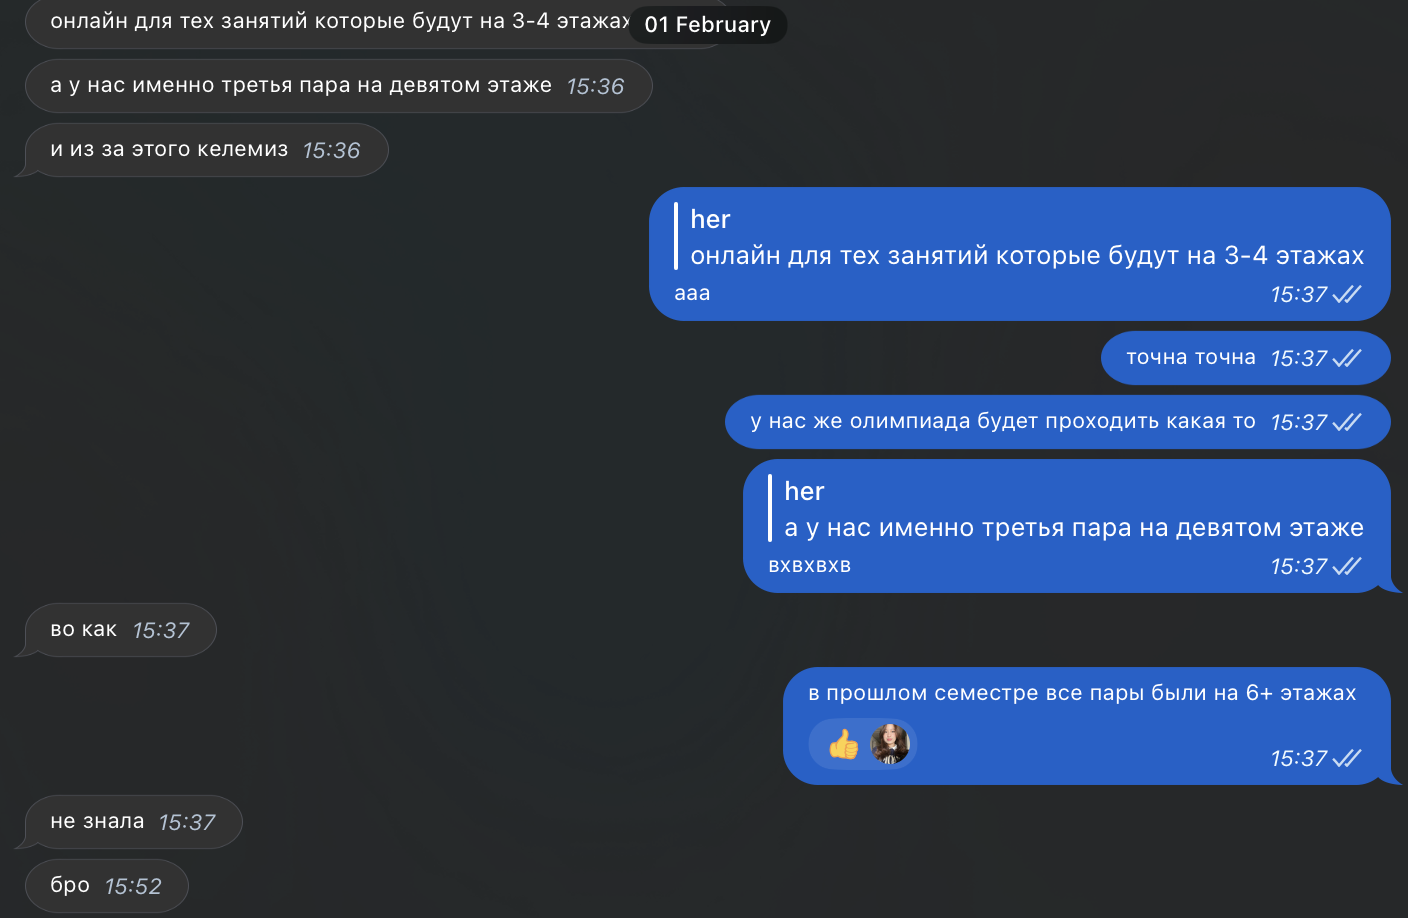 онлайн для тех занятий которые будут на 3-4 этажах
01 February
а у нас именно третья пара на девятом этаже 15:36
и из за этого келемиз 15:36
her
онлайн для тех занятий которые будут на 3-4 этажах
ааа 15:37
точна точна 15:37
у нас же олимпиада будет проходить какая то 15:37
her
а у нас именно третья пара на девятом этаже
вхвхвхв 15:37
во как 15:37
в прошлом семестре все пары были на 6+ этажах
15:37
не знала 15:37
бро 15:52